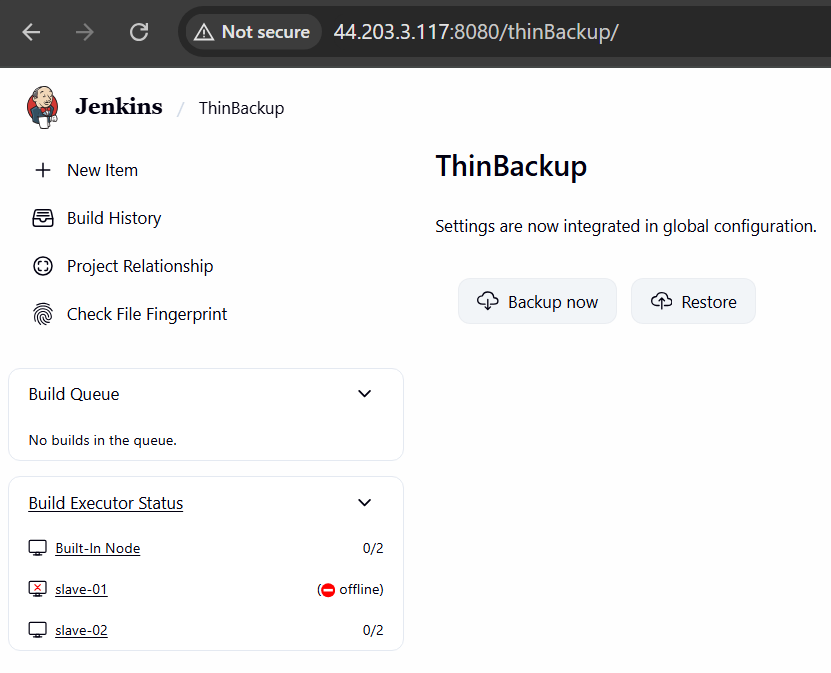 Not secure 44.203.3.117:8080/thinBackup/
Jenkins / ThinBackup
New Item
Build History
Project Relationship
Check File Fingerprint
ThinBackup
Settings are now integrated in global configuration.
Backup now
Restore
Build Queue
No builds in the queue.
Build Executor Status
Built-In Node 0/2
slave-01 (offline)
slave-02 0/2